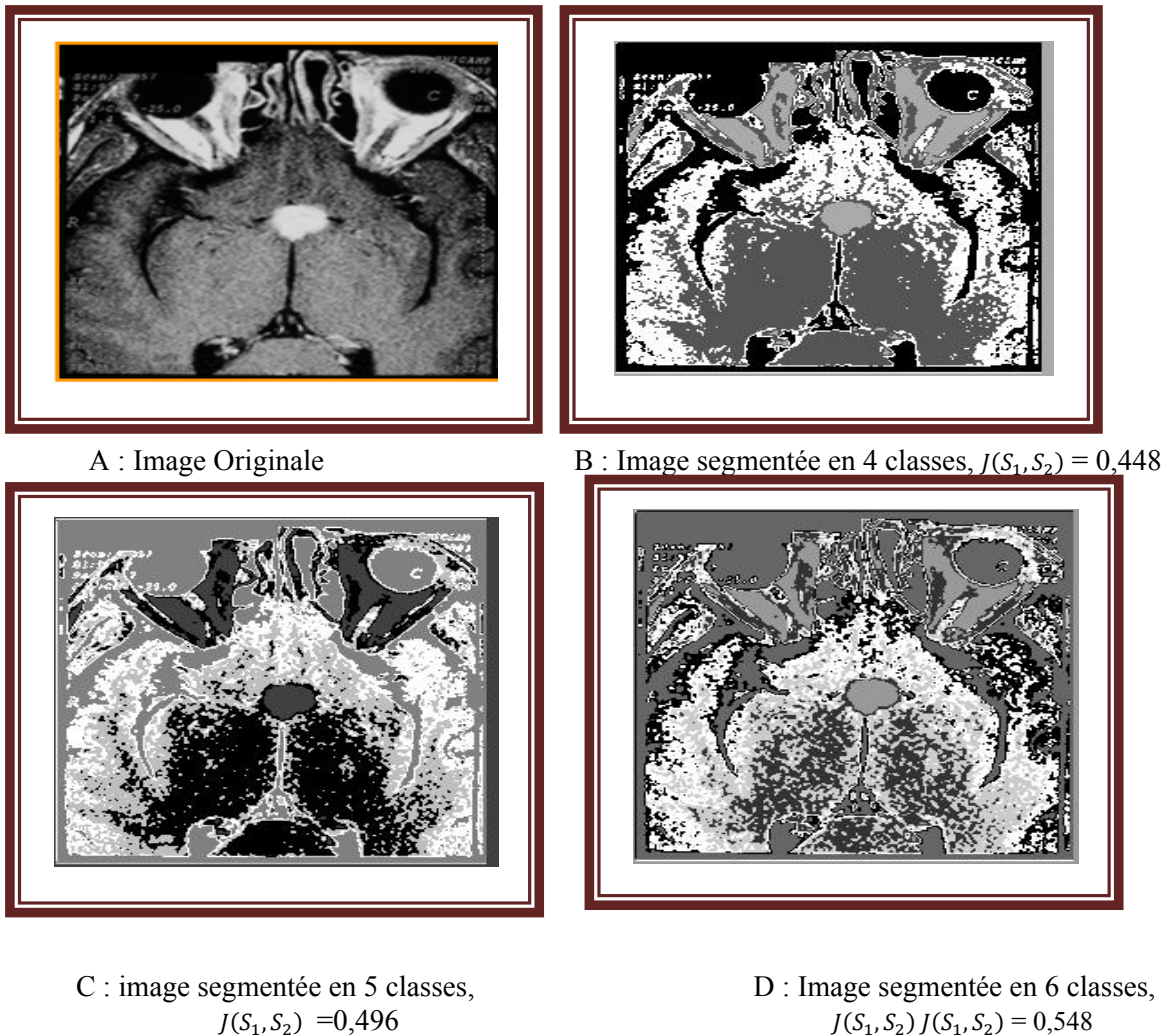 C
R
A : Image Originale
B : Image segmentée en 4 classes, J(S₁,S₂) = 0,448
C : image segmentée en 5 classes,
J(S₁,S₂) =0,496
D : Image segmentée en 6 classes,
J(S₁,S₂) J(S₁,S₂) = 0,548